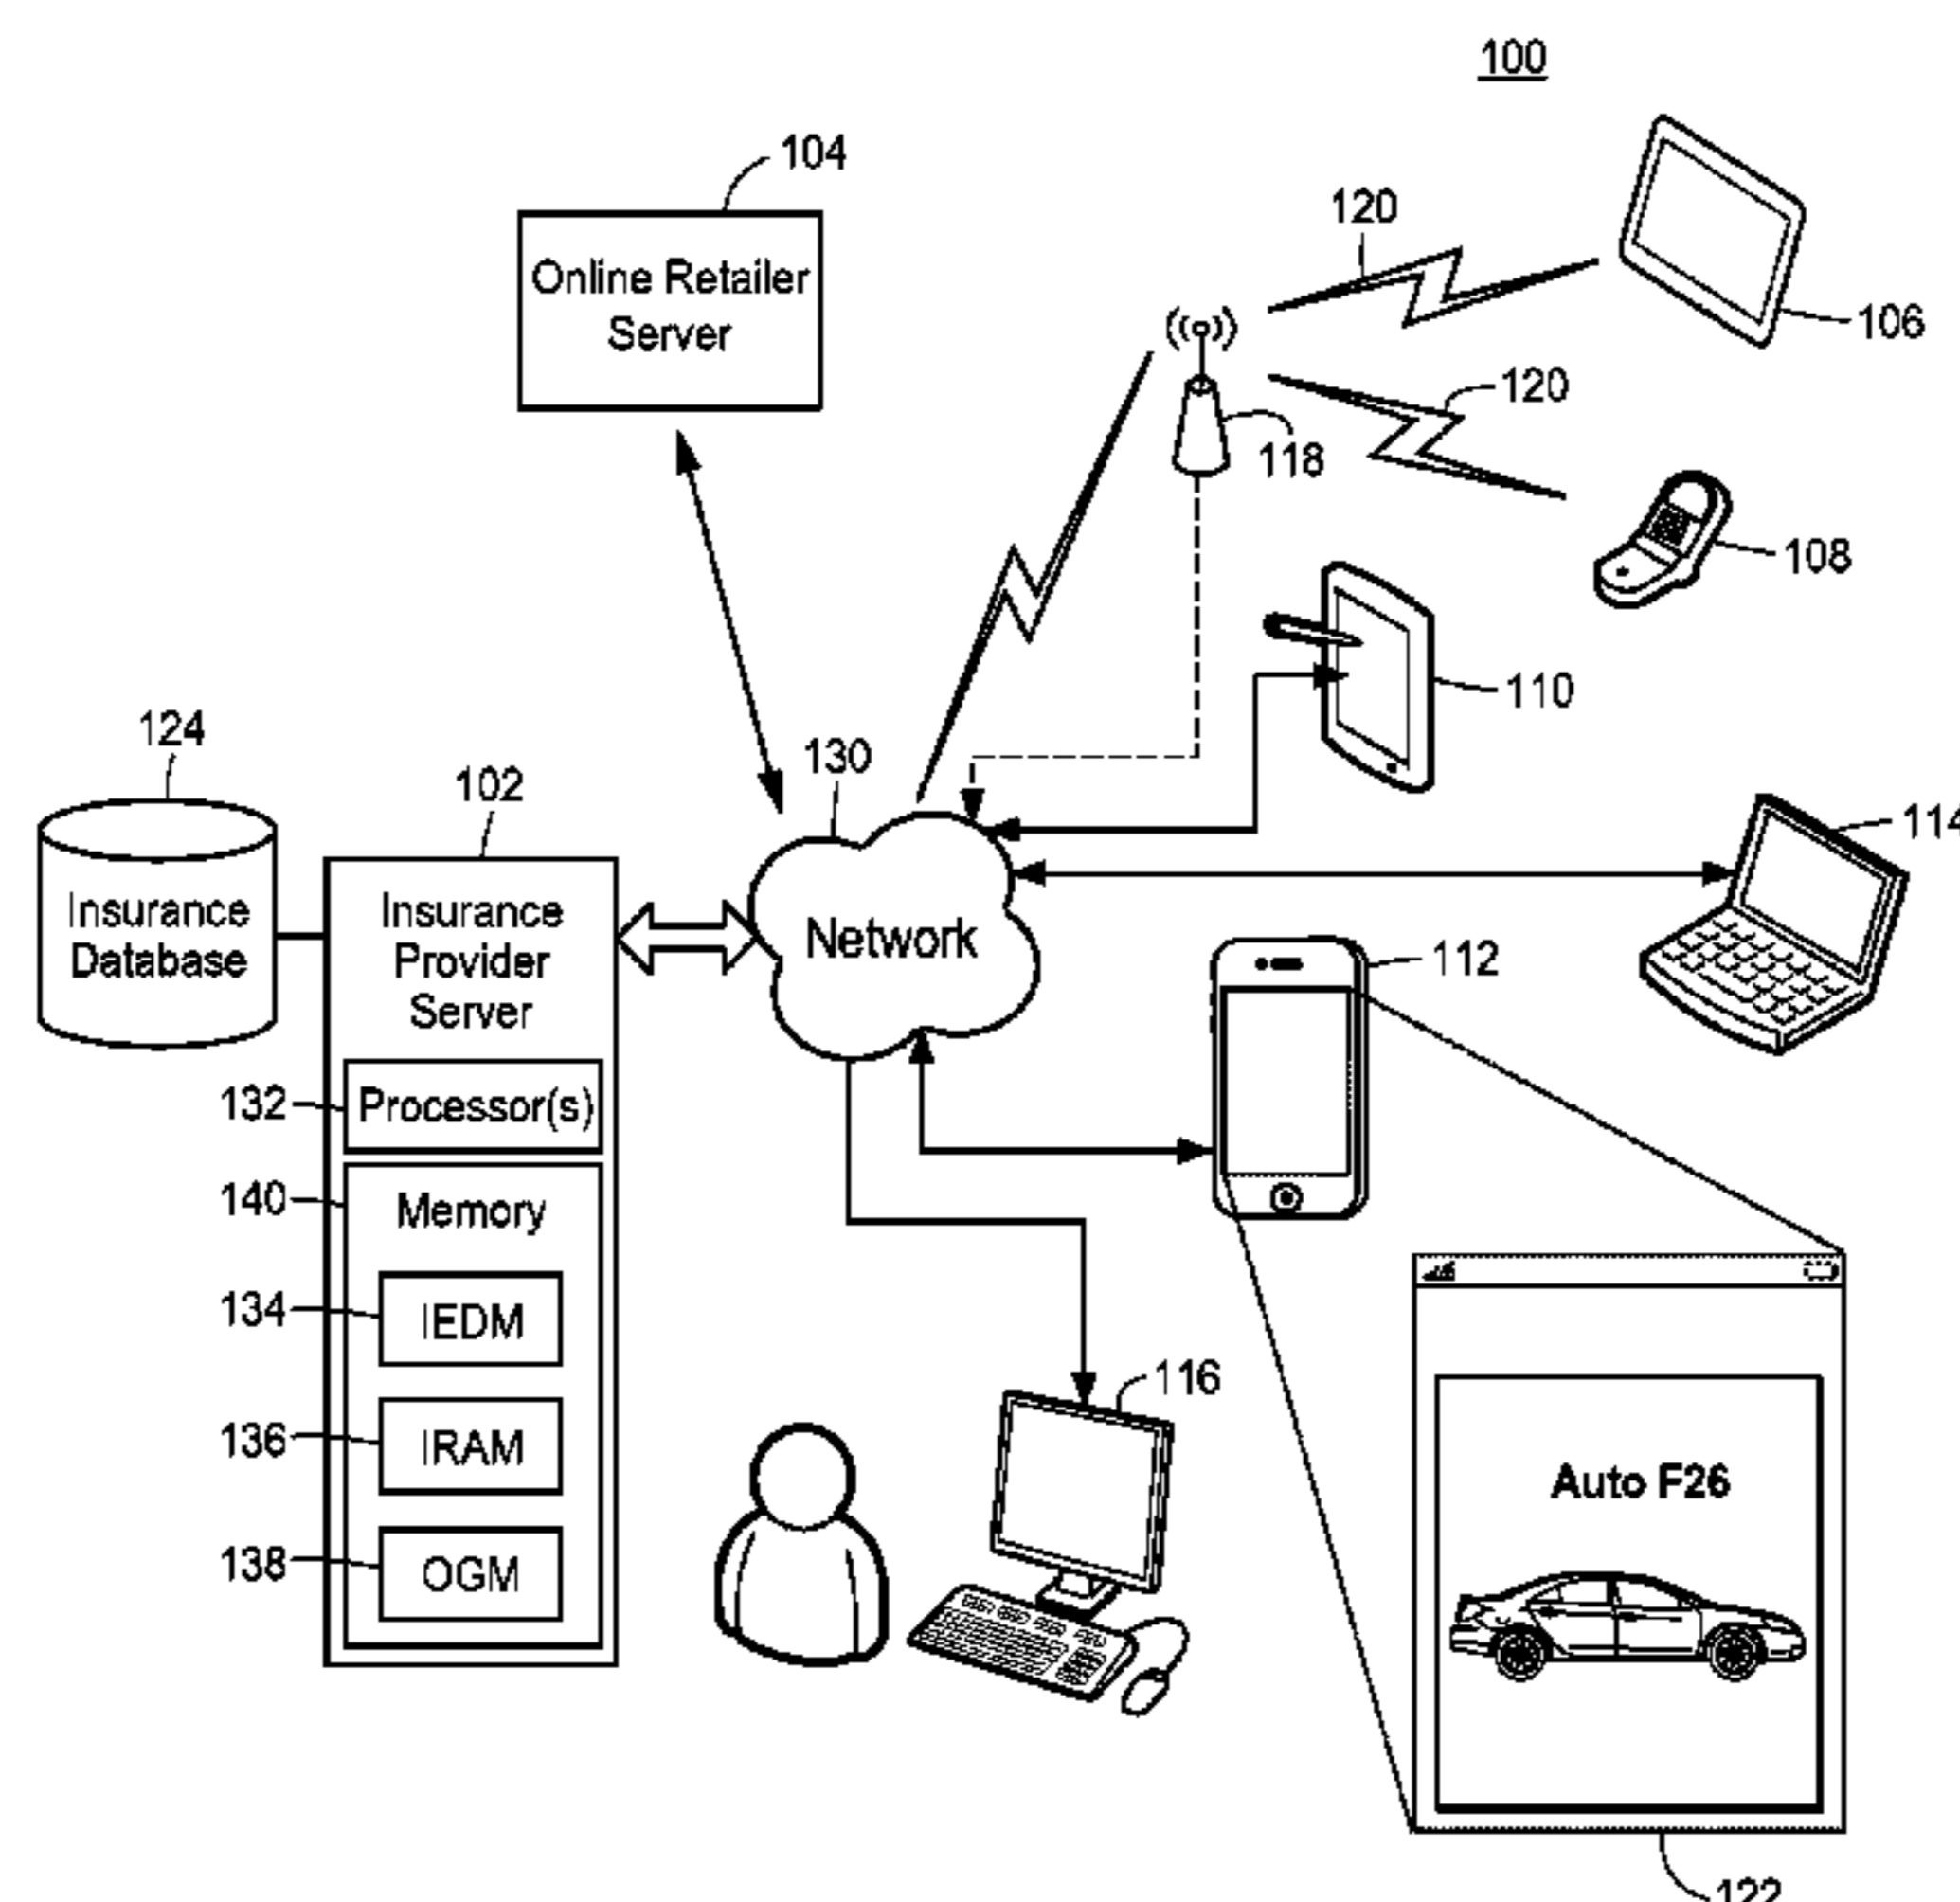 100
104
Online Retailer
Server
120
106
120
118
108
110
124
102
130
114
Insurance
Database
Insurance
Provider
Server
Network
112
132
Processor(s)
140
Memory
134
IEDM
136
IRAM
138
OGM
116
Auto F26
122